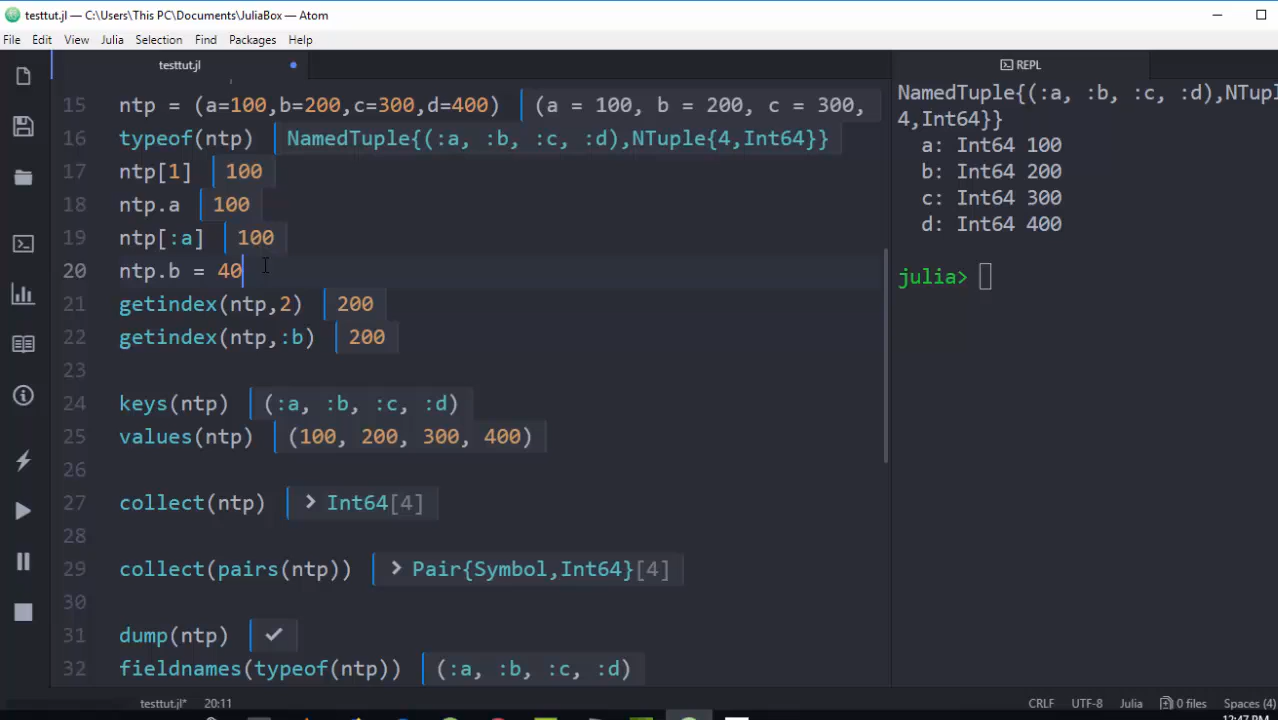 testtut.jl — C:\Users\This PC\Documents\JuliaBox — Atom
File Edit View Julia Selection Find Packages Help
testtut.jl
REPL
15 ntp = (a=100,b=200,c=300,d=400) (a = 100, b = 200, c = 300,
16 typeof(ntp) NamedTuple{(:a, :b, :c, :d),NTuple{4,Int64}}
17 ntp[1] 100
18 ntp.a 100
19 ntp[:a] 100
20 ntp.b = 40
21 getindex(ntp,2) 200
22 getindex(ntp,:b) 200
23
24 keys(ntp) (:a, :b, :c, :d)
25 values(ntp) (100, 200, 300, 400)
26
27 collect(ntp) > Int64[4]
28
29 collect(pairs(ntp)) > Pair{Symbol,Int64}[4]
30
31 dump(ntp) ✓
32 fieldnames(typeof(ntp)) (:a, :b, :c, :d)
NamedTuple{(:a, :b, :c, :d),NTupl
4,Int64}}
a: Int64 100
b: Int64 200
c: Int64 300
d: Int64 400
julia>
testtut.jl* 20:11 CRLF UTF-8 Julia 0 files Spaces (4)
12:47 PM